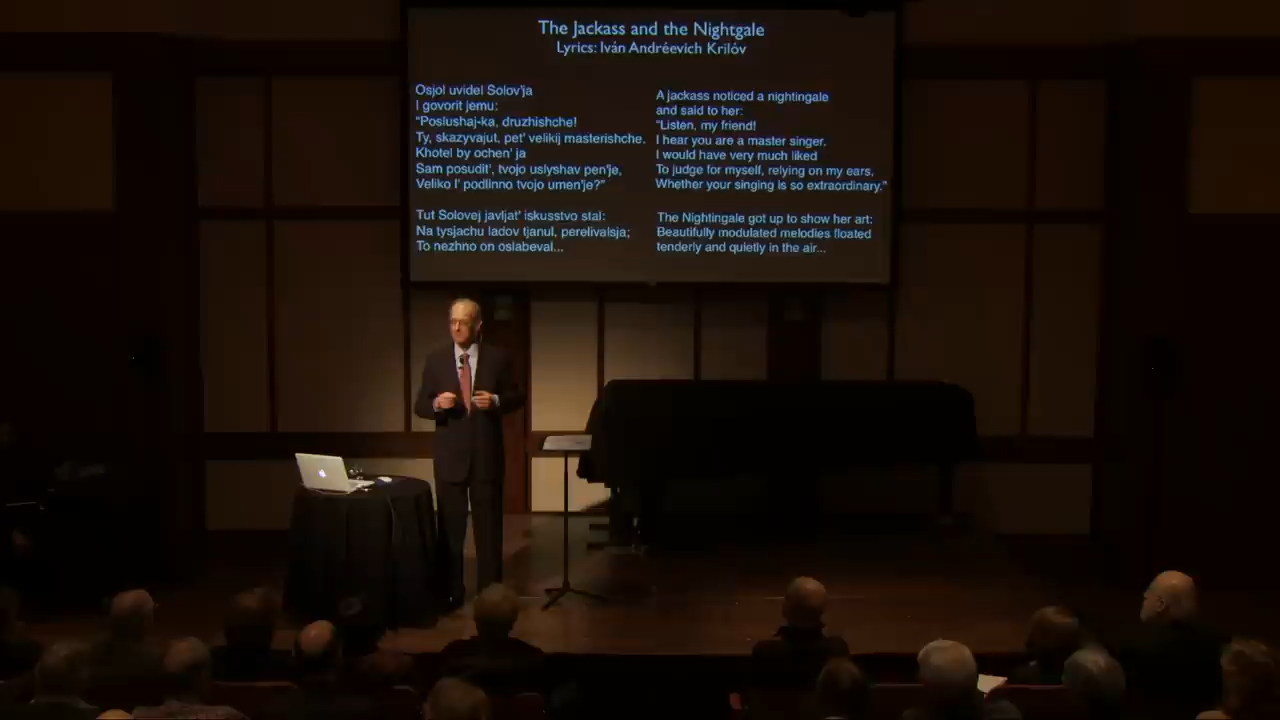 The Jackass and the Nightgale
Lyrics: Iván Andréevich Krilóv
Osjol uvidel Solov'ja
I govorit jemu:
"Poslushaj-ka, druzhishche!
Ty, skazyvajut, pet' velikij masterishche.
Khotel by ochen' ja
Sam posudit', tvojo uslyshav pen'je,
Veliko l' podlinno tvojo umen'je?"
Tut Solovej javljat' iskusstvo stal:
Na tysjachu ladov tjanul, perelivalsja;
To nezhno on oslabeval...
A jackass noticed a nightingale
and said to her:
"Listen, my friend!
I hear you are a master singer.
I would have very much liked
To judge for myself, relying on my ears,
Whether your singing is so extraordinary."
The Nightingale got up to show her art:
Beautifully modulated melodies floated
tenderly and quietly in the air...